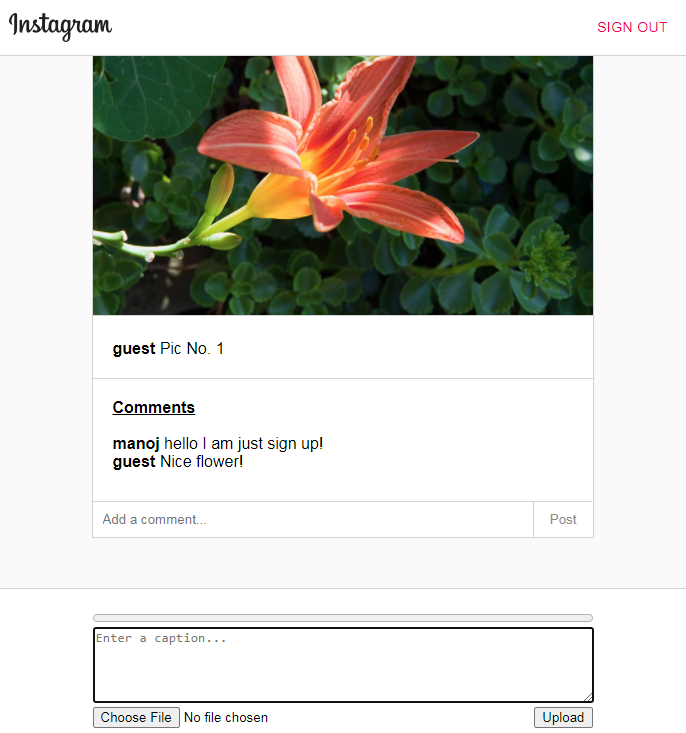 Instagram
SIGN OUT
guest Pic No. 1
Comments
manoj hello I am just sign up!
guest Nice flower!
Add a comment...
Post
Enter a caption...
Choose File No file chosen
Upload